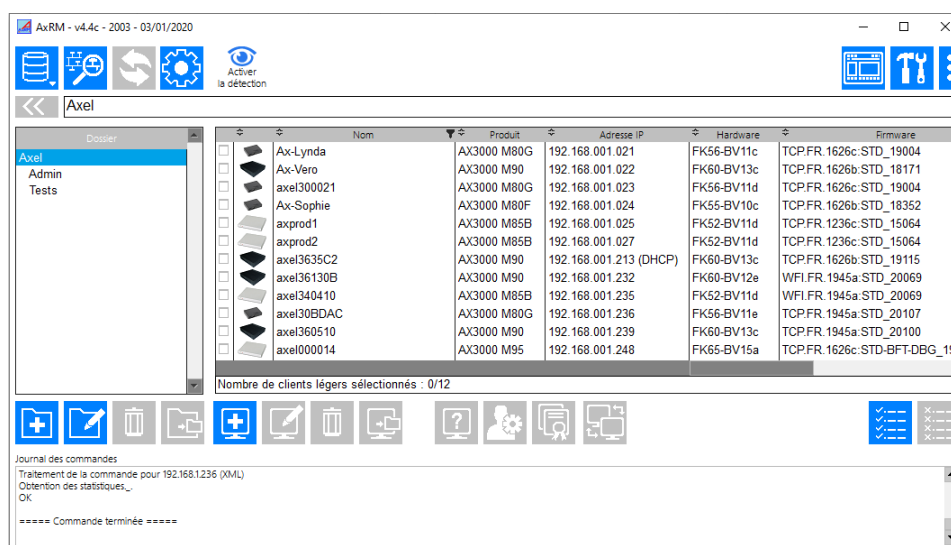 AxRM - v4.4c - 2003 - 03/01/2020
Activer
la détection
Axel
Dossier
Axel
Admin
Tests
Nom Produit Adresse IP Hardware Firmware
Ax-Lynda AX3000 M80G 192.168.001.021 FK56-BV11c TCP.FR.1626c:STD_19004
Ax-Vero AX3000 M90 192.168.001.022 FK60-BV13c TCP.FR.1626b:STD_18171
axel300021 AX3000 M80G 192.168.001.023 FK56-BV11d TCP.FR.1626c:STD_19004
Ax-Sophie AX3000 M80F 192.168.001.024 FK55-BV10c TCP.FR.1626b:STD_18352
axprod1 AX3000 M85B 192.168.001.025 FK52-BV11d TCP.FR.1236c:STD_15064
axprod2 AX3000 M85B 192.168.001.027 FK52-BV11d TCP.FR.1236c:STD_15064
axel3635C2 AX3000 M90 192.168.001.213 (DHCP) FK60-BV13c TCP.FR.1626b:STD_19115
axel36130B AX3000 M90 192.168.001.232 FK60-BV12e WFI.FR.1945a:STD_20069
axel340410 AX3000 M85B 192.168.001.235 FK52-BV11d WFI.FR.1945a:STD_20069
axel30BDAC AX3000 M80G 192.168.001.236 FK56-BV11e TCP.FR.1945a:STD_20107
axel360510 AX3000 M90 192.168.001.239 FK60-BV13c TCP.FR.1945a:STD_20100
axel000014 AX3000 M95 192.168.001.248 FK65-BV15a TCP.FR.1626c:STD-BFT-DBG_1
Nombre de clients légers sélectionnés : 0/12
Journal des commandes
Traitement de la commande pour 192.168.1.236 (XML)
Obtention des statistiques,_.
OK
===== Commande terminée =====